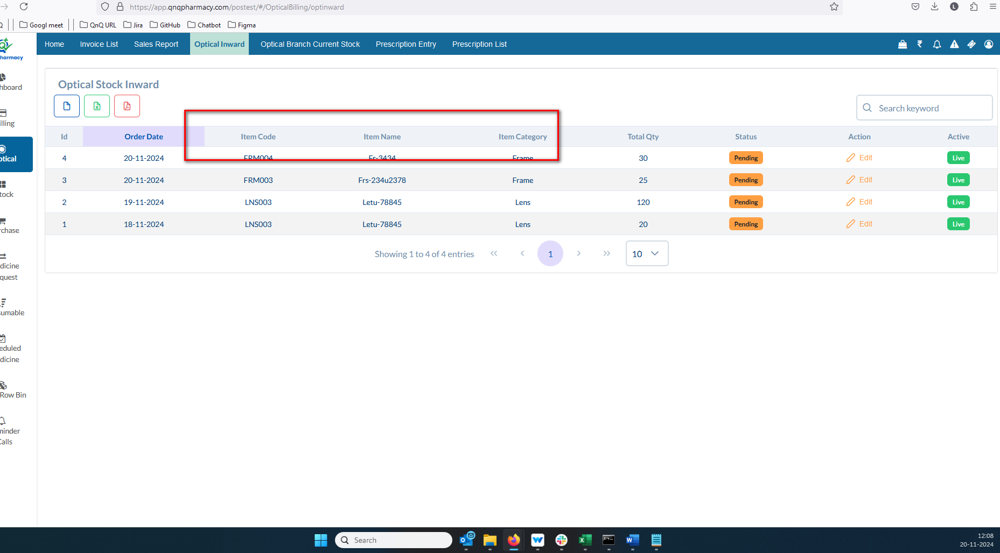 https://app.qnqpharmacy.com/postest/#/OpticalBilling/optinward
Googl meet QnQ URL Jira GitHub Chatbot Figma
Home Invoice List Sales Report Optical Inward Optical Branch Current Stock Prescription Entry Prescription List
harmacy
hboard
illing
ptical
tock
rchase
dicine
quest
sumable
eduled
dicine
Row Bin
minder
Calls
Optical Stock Inward
Search keyword
Id Order Date Item Code Item Name Item Category Total Qty Status Action Active
4 20-11-2024 FRM004 Fr-3434 Frame 30 Pending Edit Live
3 20-11-2024 FRM003 Frs-234u2378 Frame 25 Pending Edit Live
2 19-11-2024 LNS003 Letu-78845 Lens 120 Pending Edit Live
1 18-11-2024 LNS003 Letu-78845 Lens 20 Pending Edit Live
Showing 1 to 4 of 4 entries 1 10
Search
12:08
20-11-2024